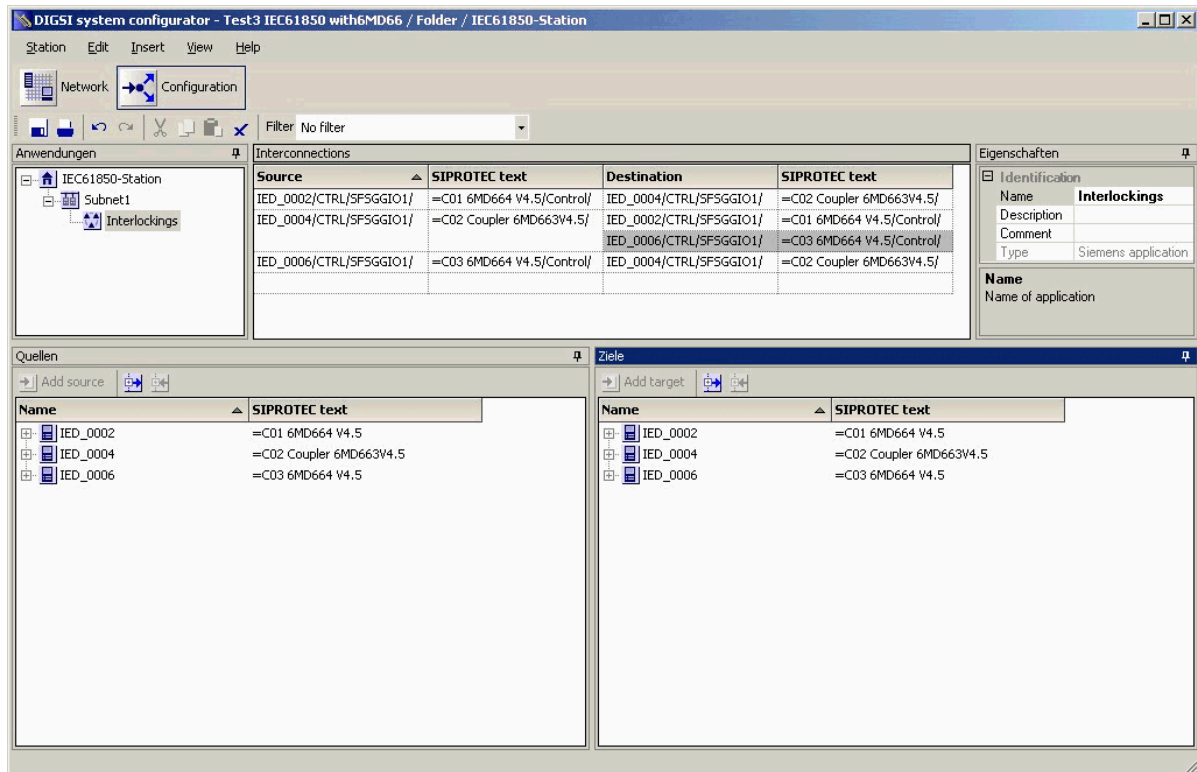 DIGSI system configurator - Test3 IEC61850 with6MD66 / Folder / IEC61850-Station
Station Edit Insert View Help
Network Configuration
Filter No filter
Anwendungen
IEC61850-Station
Subnet1
Interlockings
Interconnections
Source SIPROTEC text Destination SIPROTEC text
IED_0002/CTRL/SFSGGIO1/ =C01 6MD664 V4.5/Control/ IED_0004/CTRL/SFSGGIO1/ =C02 Coupler 6MD663V4.5/
IED_0004/CTRL/SFSGGIO1/ =C02 Coupler 6MD663V4.5/ IED_0002/CTRL/SFSGGIO1/ =C01 6MD664 V4.5/Control/
IED_0006/CTRL/SFSGGIO1/ =C03 6MD664 V4.5/Control/
IED_0006/CTRL/SFSGGIO1/ =C03 6MD664 V4.5/Control/ IED_0004/CTRL/SFSGGIO1/ =C02 Coupler 6MD663V4.5/
Eigenschaften
Identification
Name Interlockings
Description
Comment
Type Siemens application
Name
Name of application
Quellen
Add source
Name SIPROTEC text
IED_0002 =C01 6MD664 V4.5
IED_0004 =C02 Coupler 6MD663V4.5
IED_0006 =C03 6MD664 V4.5
Ziele
Add target
Name SIPROTEC text
IED_0002 =C01 6MD664 V4.5
IED_0004 =C02 Coupler 6MD663V4.5
IED_0006 =C03 6MD664 V4.5